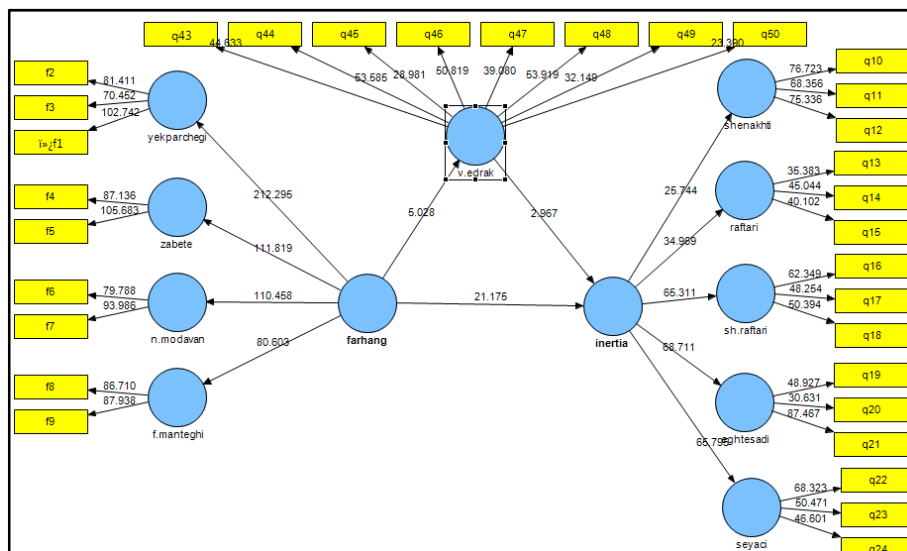 q43
q44
q45
q46
q47
q48
q49
q50
44.633
53.585
28.981
50.819
39.080
53.919
32.149
23.390
f2
f3
ï»¿f1
81.411
70.452
102.742
yekparchegi
f4
f5
87.136
105.683
zabete
f6
f7
79.788
93.986
n.modavan
f8
f9
86.710
87.938
f.manteghi
212.295
111.819
110.458
80.603
farhang
5.028
v.edrak
2.967
21.175
inertia
25.744
34.969
65.311
68.711
65.795
shenakhti
76.723
68.356
75.336
q10
q11
q12
raftari
35.383
45.044
40.102
q13
q14
q15
sh.raftari
62.349
48.254
50.394
q16
q17
q18
eghtesadi
48.927
30.631
87.467
q19
q20
q21
seyaci
68.323
50.471
46.601
q22
q23
q24